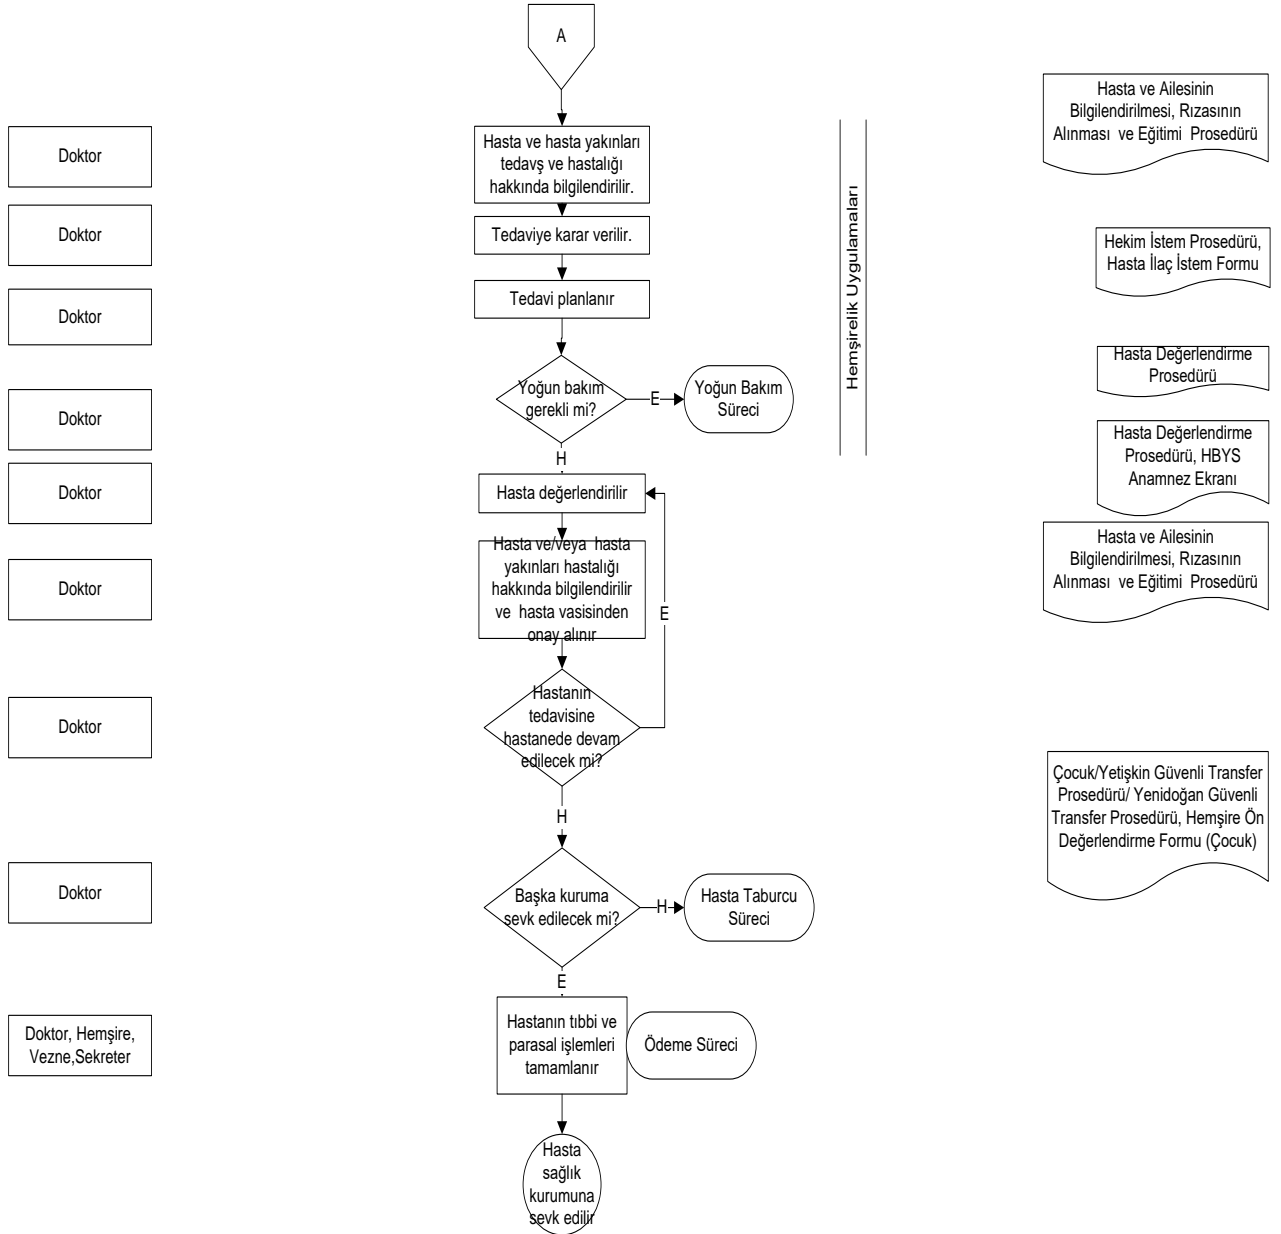 A
Hasta ve Ailesinin
Bilgilendirilmesi, Rızasının
Alınması ve Eğitimi Prosedürü
Doktor
Hasta ve hasta yakınları
tedavş ve hastalığı
hakkında bilgilendirilir.
Hemşirelik Uygulamaları
Doktor
Tedaviye karar verilir.
Hekim İstem Prosedürü,
Hasta İlaç İstem Formu
Doktor
Tedavi planlanır
Hasta Değerlendirme
Prosedürü
Doktor
Yoğun bakım
gerekli mi?
E
Yoğun Bakım
Süreci
Hasta Değerlendirme
Prosedürü, HBYS
Anamnez Ekranı
H
Doktor
Hasta değerlendirilir
Hasta ve Ailesinin
Bilgilendirilmesi, Rızasının
Alınması ve Eğitimi Prosedürü
Doktor
Hasta ve/veya hasta
yakınları hastalığı
hakkında bilgilendirilir
ve hasta vasisinden
onay alınır
E
Doktor
Hastanın
tedavisine
hastanede devam
edilecek mi?
Çocuk/Yetişkin Güvenli Transfer
Prosedürü/ Yenidoğan Güvenli
Transfer Prosedürü, Hemşire Ön
Değerlendirme Formu (Çocuk)
H
Doktor
Başka kuruma
sevk edilecek mi?
H
Hasta Taburcu
Süreci
E
Doktor, Hemşire,
Vezne,Sekreter
Hastanın tıbbi ve
parasal işlemleri
tamamlanır
Ödeme Süreci
Hasta
sağlık
kurumuna
sevk edilir